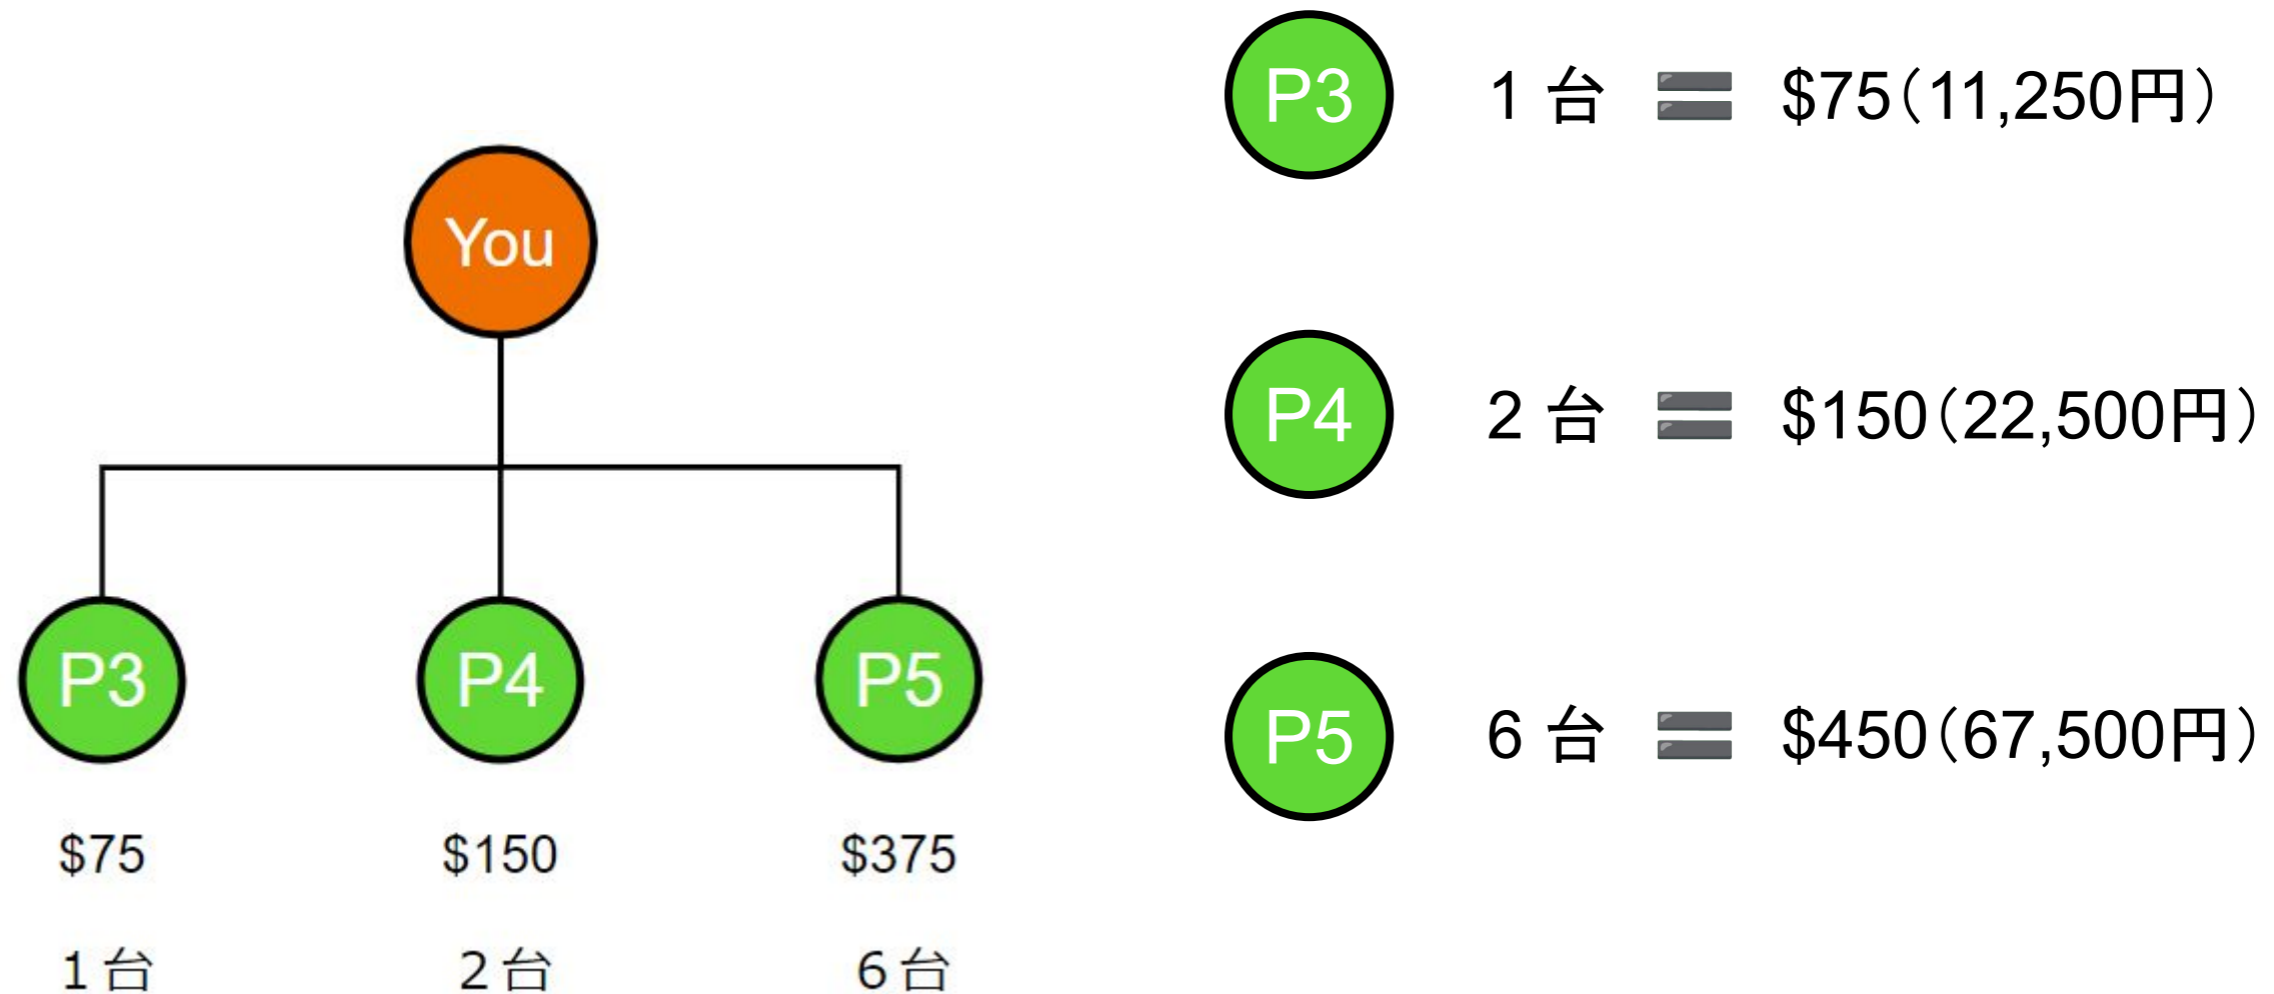 You
P3 P4 P5
$75 $150 $375
1台 2台 6台
P3 1 台 = $75（11,250円）
P4 2 台 = $150（22,500円）
P5 6 台 = $450（67,500円）